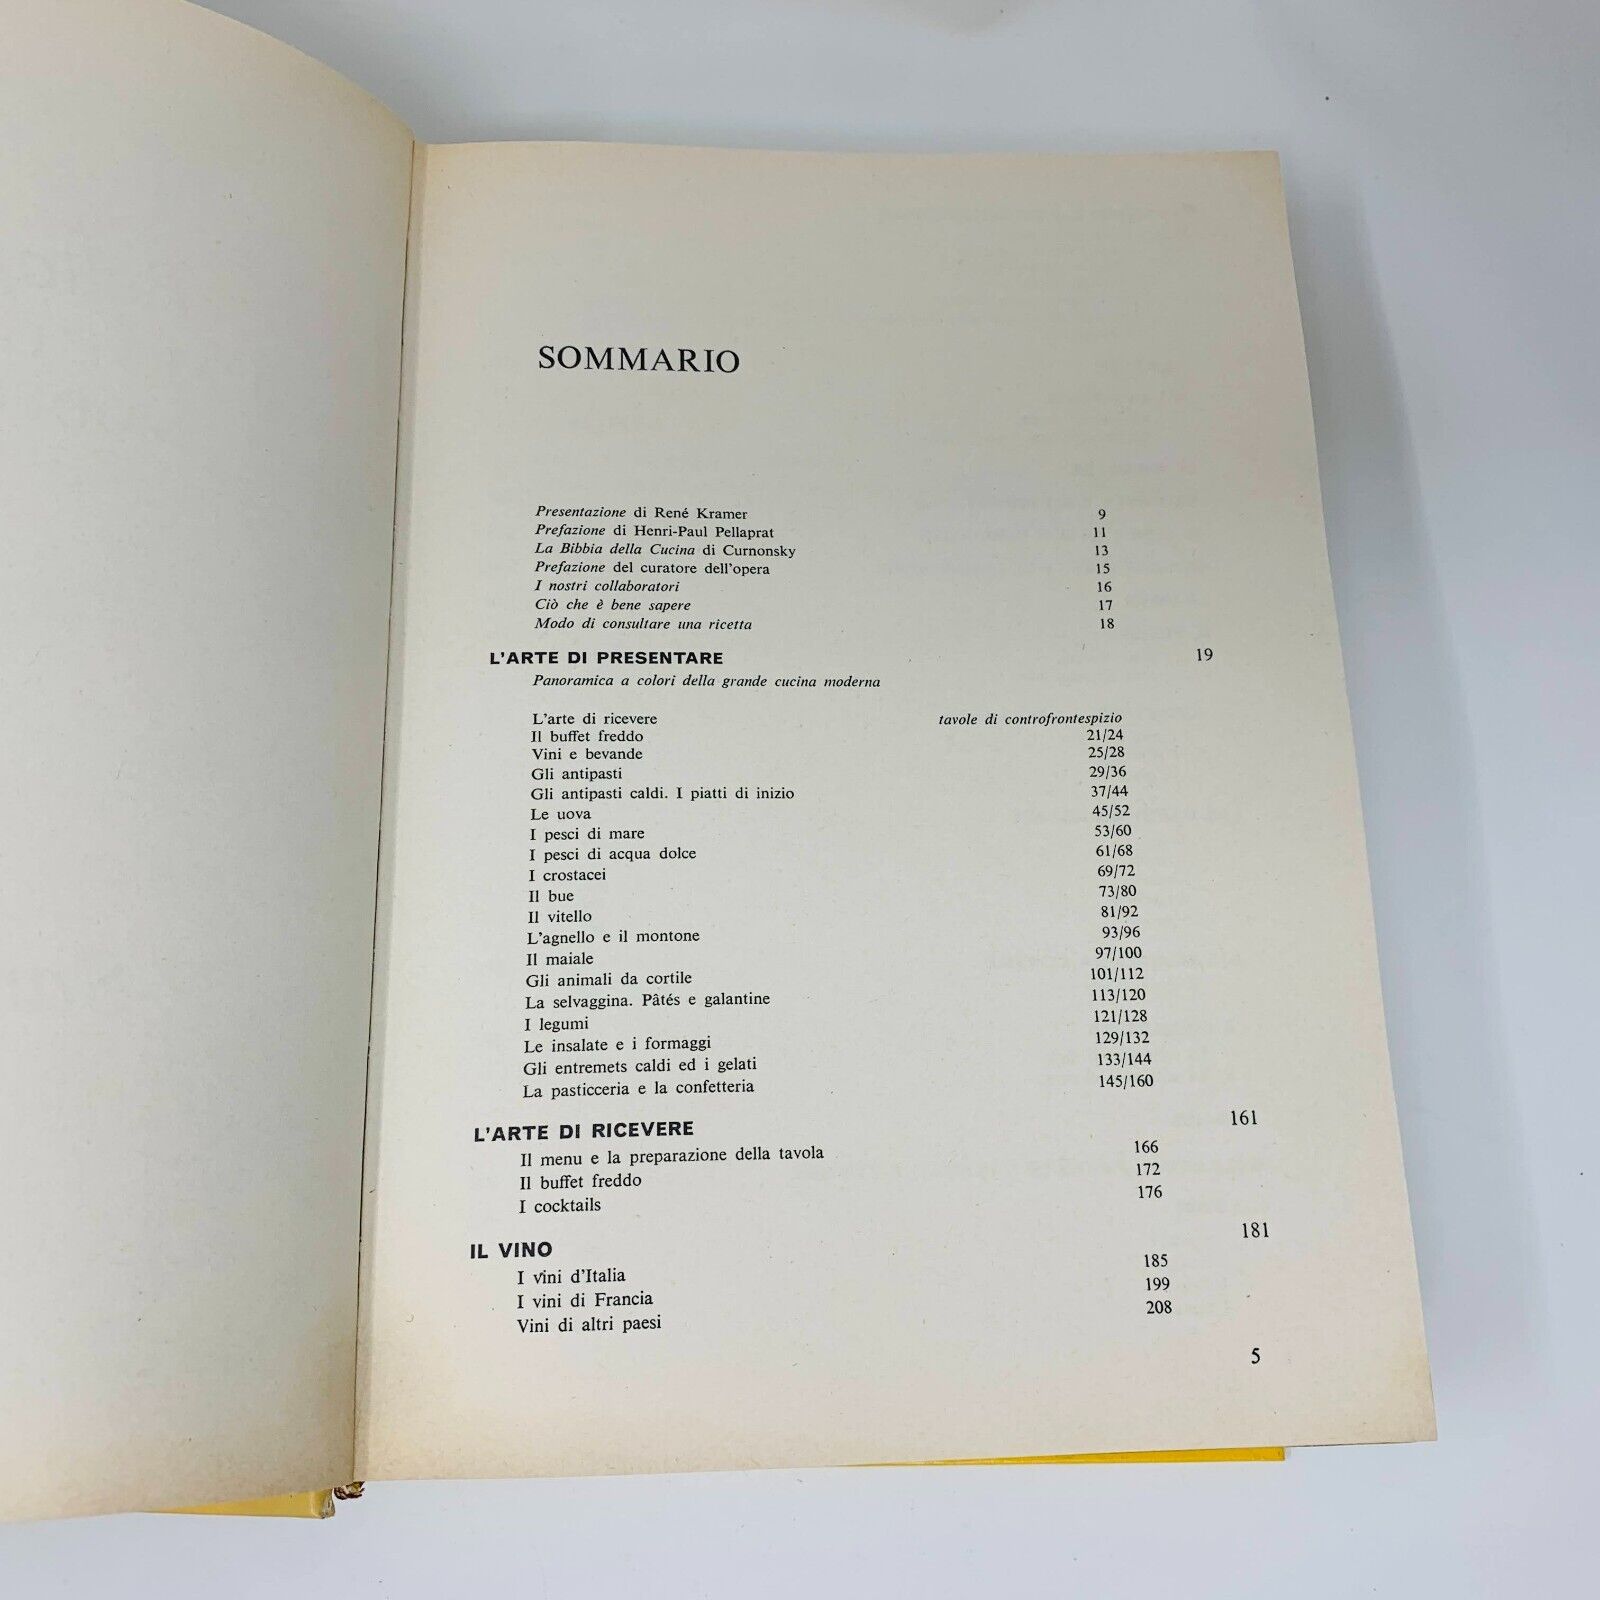 SOMMARIO
Presentazione di René Kramer 9
Prefazione di Henri-Paul Pellaprat 11
La Bibbia della Cucina di Curnonsky 13
Prefazione del curatore dell'opera 15
I nostri collaboratori 16
Ciò che è bene sapere 17
Modo di consultare una ricetta 18
L'ARTE DI PRESENTARE 19
Panoramica a colori della grande cucina moderna
L'arte di ricevere tavole di controfrontespizio
Il buffet freddo 21/24
Vini e bevande 25/28
Gli antipasti 29/36
Gli antipasti caldi. I piatti di inizio 37/44
Le uova 45/52
I pesci di mare 53/60
I pesci di acqua dolce 61/68
I crostacei 69/72
Il bue 73/80
Il vitello 81/92
L'agnello e il montone 93/96
Il maiale 97/100
Gli animali da cortile 101/112
La selvaggina. Pâtés e galantine 113/120
I legumi 121/128
Le insalate e i formaggi 129/132
Gli entremets caldi ed i gelati 133/144
La pasticceria e la confetteria 145/160
L'ARTE DI RICEVERE 161
Il menu e la preparazione della tavola 166
Il buffet freddo 172
I cocktails 176
IL VINO 181
I vini d'Italia 185
I vini di Francia 199
Vini di altri paesi 208
5